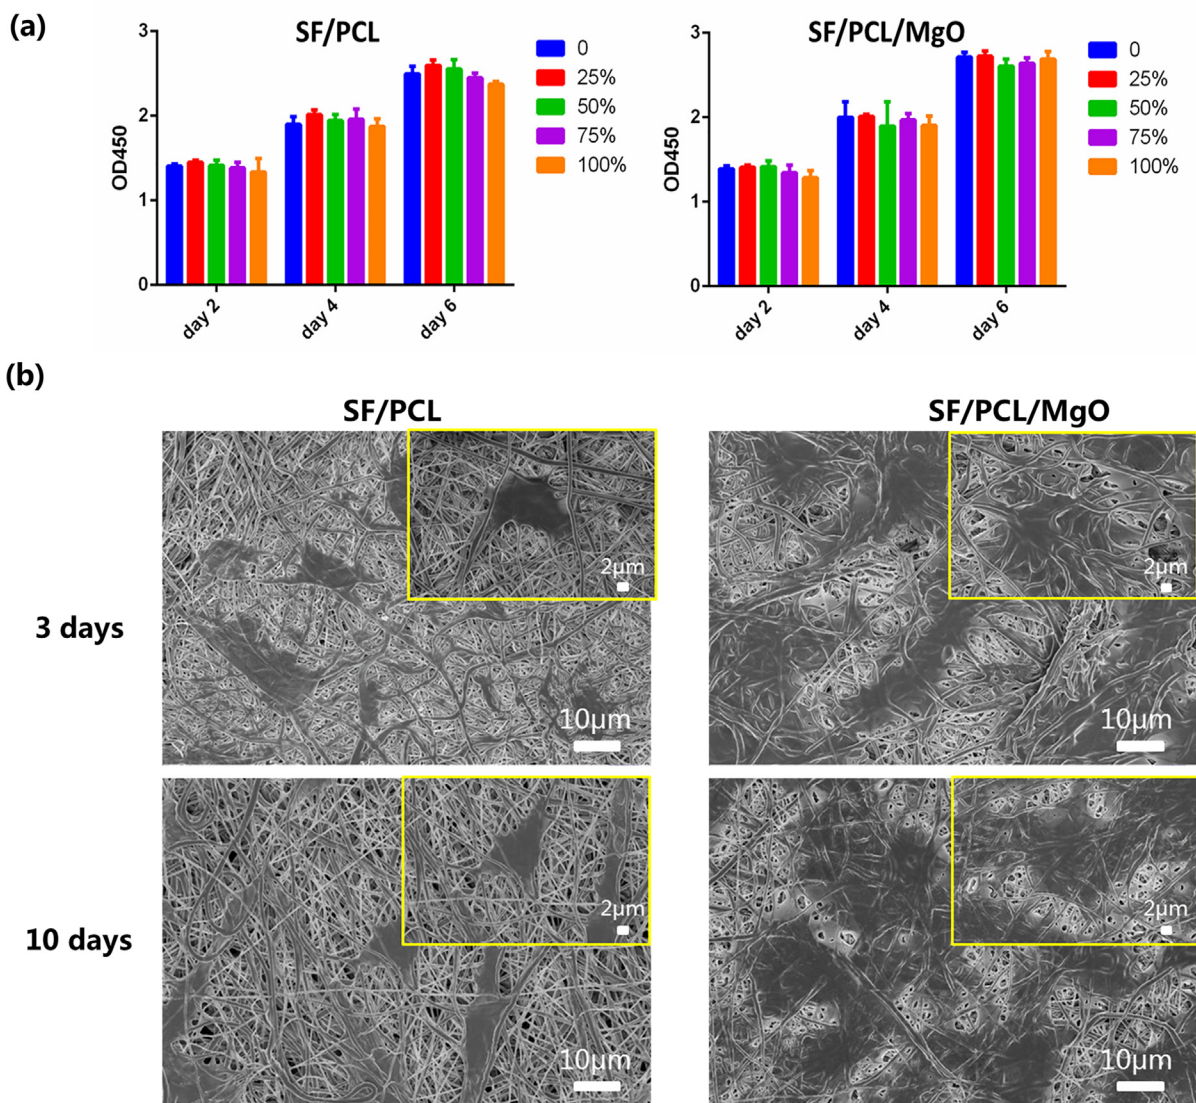 (a)
SF/PCL
OD450
3
2
1
0
day 2
day 4
day 6
0
25%
50%
75%
100%
SF/PCL/MgO
OD450
3
2
1
0
day 2
day 4
day 6
0
25%
50%
75%
100%
(b)
SF/PCL
SF/PCL/MgO
3 days
2μm
10μm
2μm
10μm
10 days
2μm
10μm
2μm
10μm